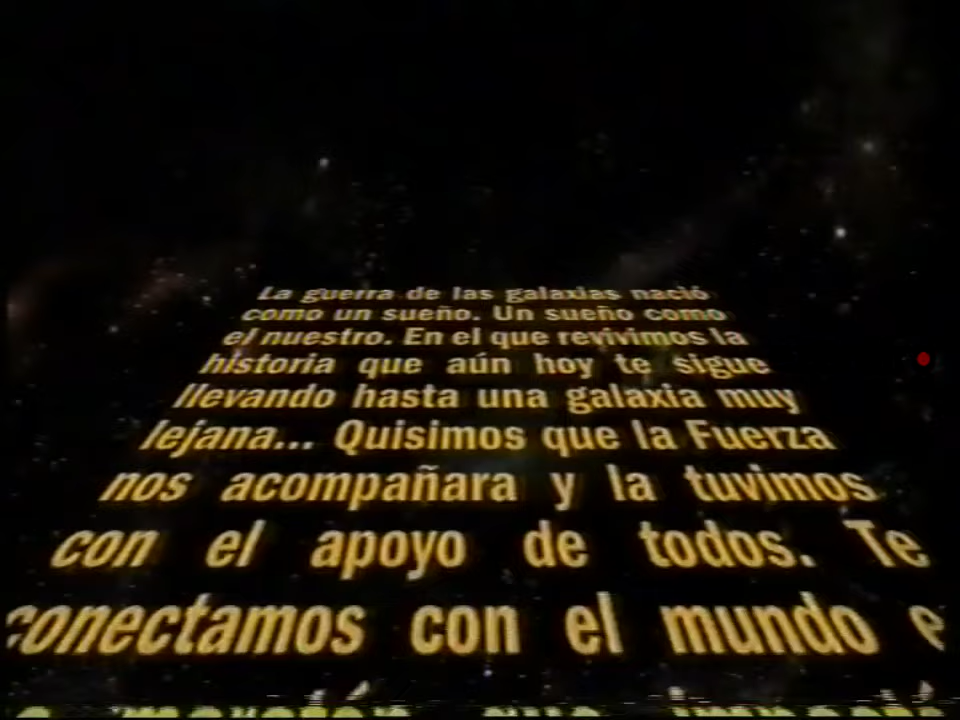 La guerra de las galaxias nació
como un sueño. Un sueño como
el nuestro. En el que revivimos la
historia que aún hoy te sigue
llevando hasta una galaxia muy
lejana... Quisimos que la Fuerza
nos acompañara y la tuvimos
con el apoyo de todos. Te
conectamos con el mundo e